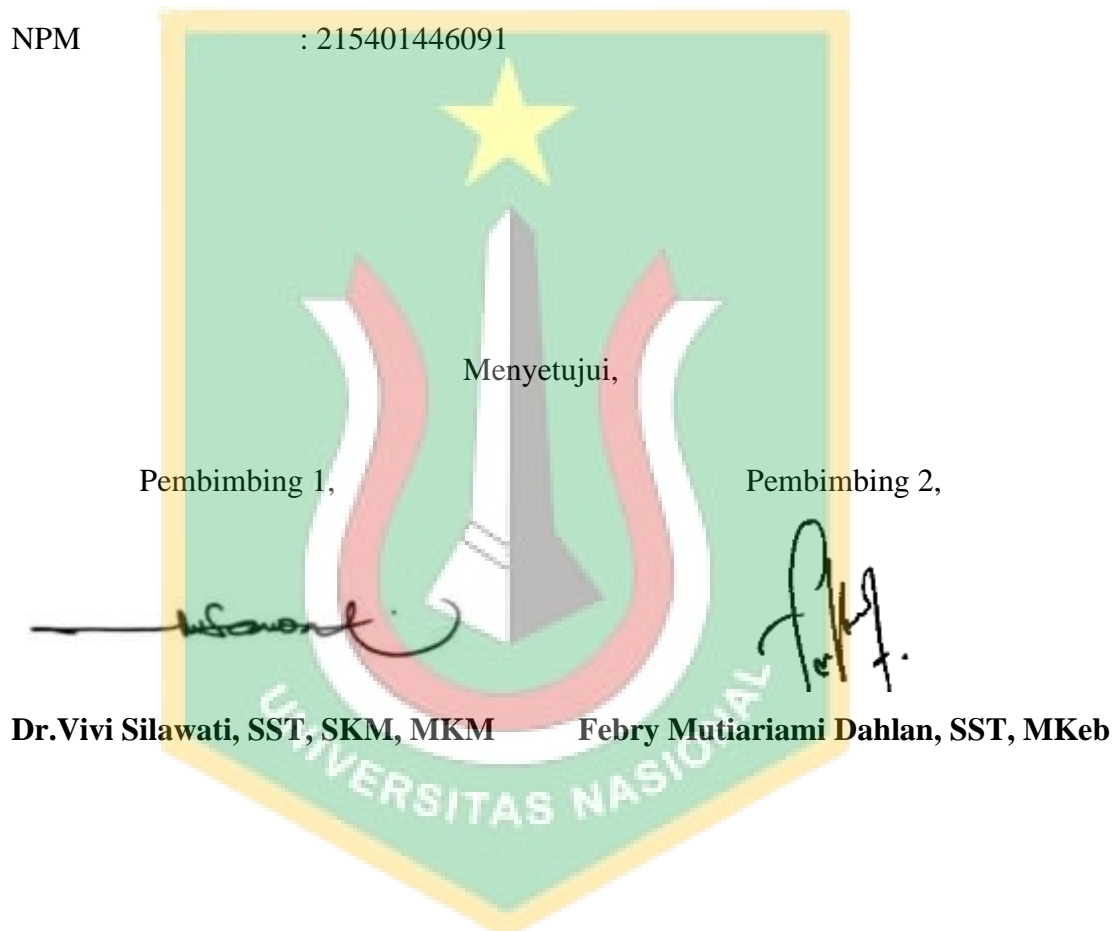 NPM : 215401446091
Menyetujui,
Pembimbing 1, Pembimbing 2,
Dr.Vivi Silawati, SST, SKM, MKM Febry Mutiariami Dahlan, SST, MKeb
UNIVERSITAS NASIONAL